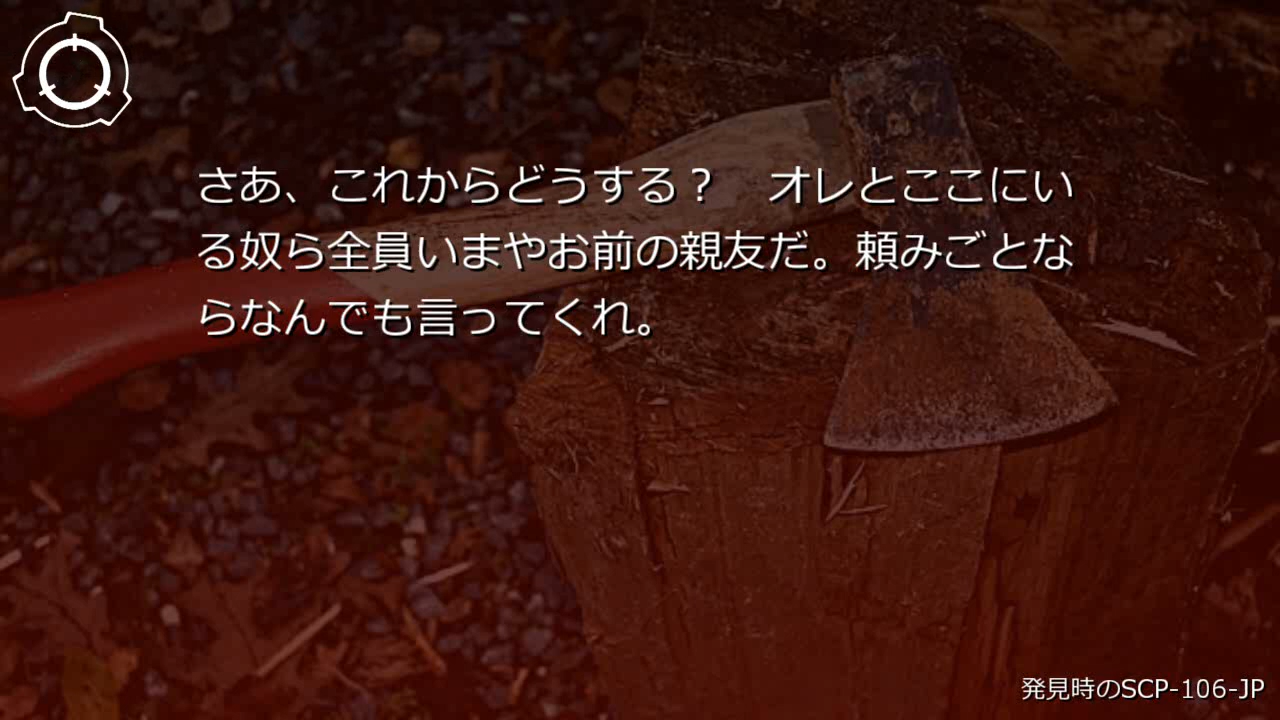 さあ、これからどうする？　オレとここにい
る奴ら全員いまやお前の親友だ。頼みごとな
らなんでも言ってくれ。
発見時のSCP-106-JP